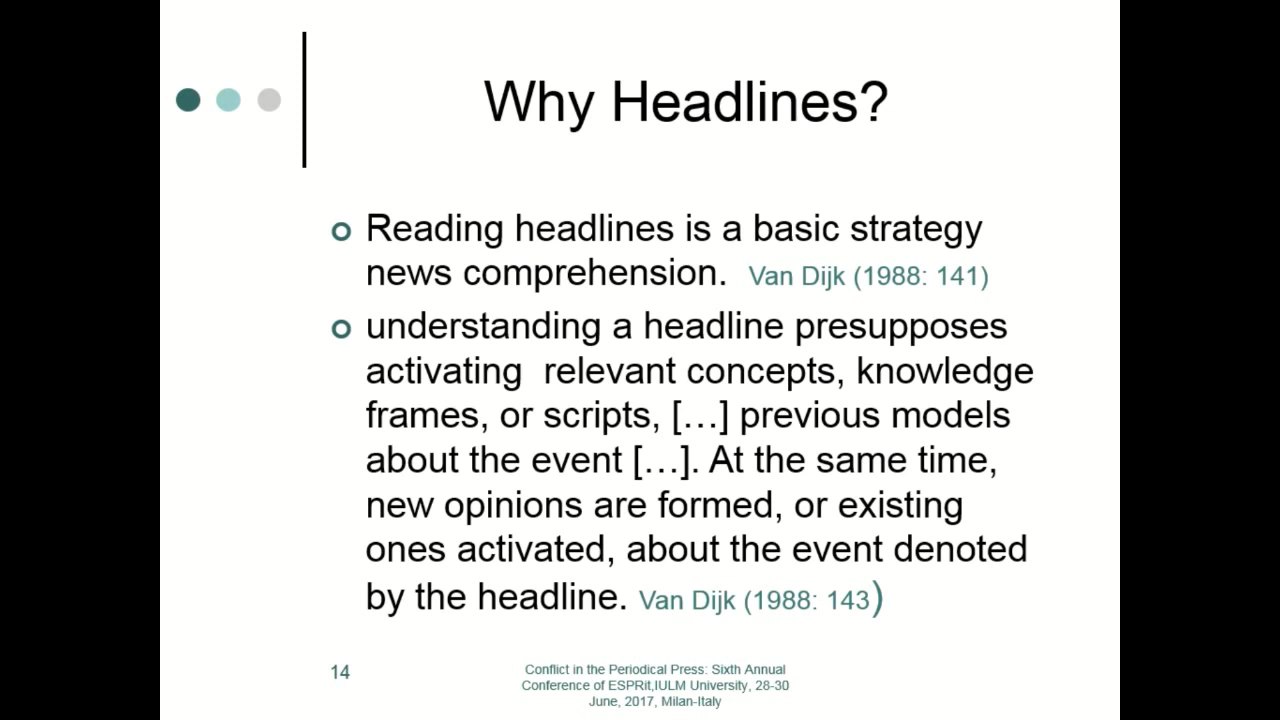 Why Headlines?
Reading headlines is a basic strategy
news comprehension. Van Dijk (1988: 141)
understanding a headline presupposes
activating  relevant concepts, knowledge
frames, or scripts, […] previous models
about the event […]. At the same time,
new opinions are formed, or existing
ones activated, about the event denoted
by the headline. Van Dijk (1988: 143)
14
Conflict in the Periodical Press: Sixth Annual
Conference of ESPRit,IULM University, 28-30
June, 2017, Milan-Italy